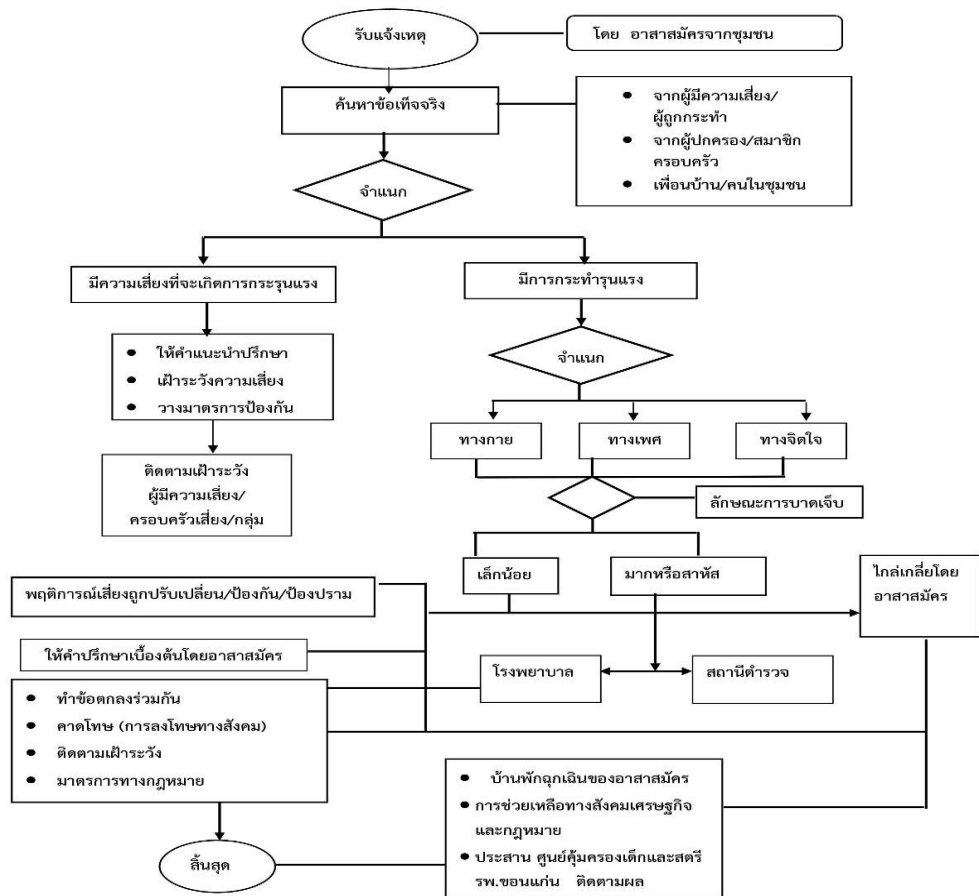 รับแจ้งเหตุ
โดย อาสาสมัครจากชุมชน
ค้นหาข้อเท็จจริง
• จากผู้มีความเสี่ยง/
ผู้ถูกกระทำ
• จากผู้ปกครอง/สมาชิก
ครอบครัว
• เพื่อนบ้าน/คนในชุมชน
จำแนก
มีความเสี่ยงที่จะเกิดการกระรุนแรง
มีการกระทำรุนแรง
• ให้คำแนะนำปรึกษา
• เฝ้าระวังความเสี่ยง
• วางมาตรการป้องกัน
จำแนก
ทางกาย
ทางเพศ
ทางจิตใจ
ติดตามเฝ้าระวัง
ผู้มีความเสี่ยง/
ครอบครัวเสี่ยง/กลุ่ม
ลักษณะการบาดเจ็บ
เล็กน้อย
มากหรือสาหัส
ไกล่เกลี่ยโดย
อาสาสมัคร
พฤติการณ์เสี่ยงถูกปรับเปลี่ยน/ป้องกัน/ป้องปราม
ให้คำปรึกษาเบื้องต้นโดยอาสาสมัคร
โรงพยาบาล
สถานีตำรวจ
• ทำข้อตกลงร่วมกัน
• คาดโทษ (การลงโทษทางสังคม)
• ติดตามเฝ้าระวัง
• มาตรการทางกฎหมาย
• บ้านพักฉุกเฉินของอาสาสมัคร
• การช่วยเหลือทางสังคมเศรษฐกิจ
และกฎหมาย
• ประสาน ศูนย์คุ้มครองเด็กและสตรี
รพ.ขอนแก่น ติดตามผล
สิ้นสุด